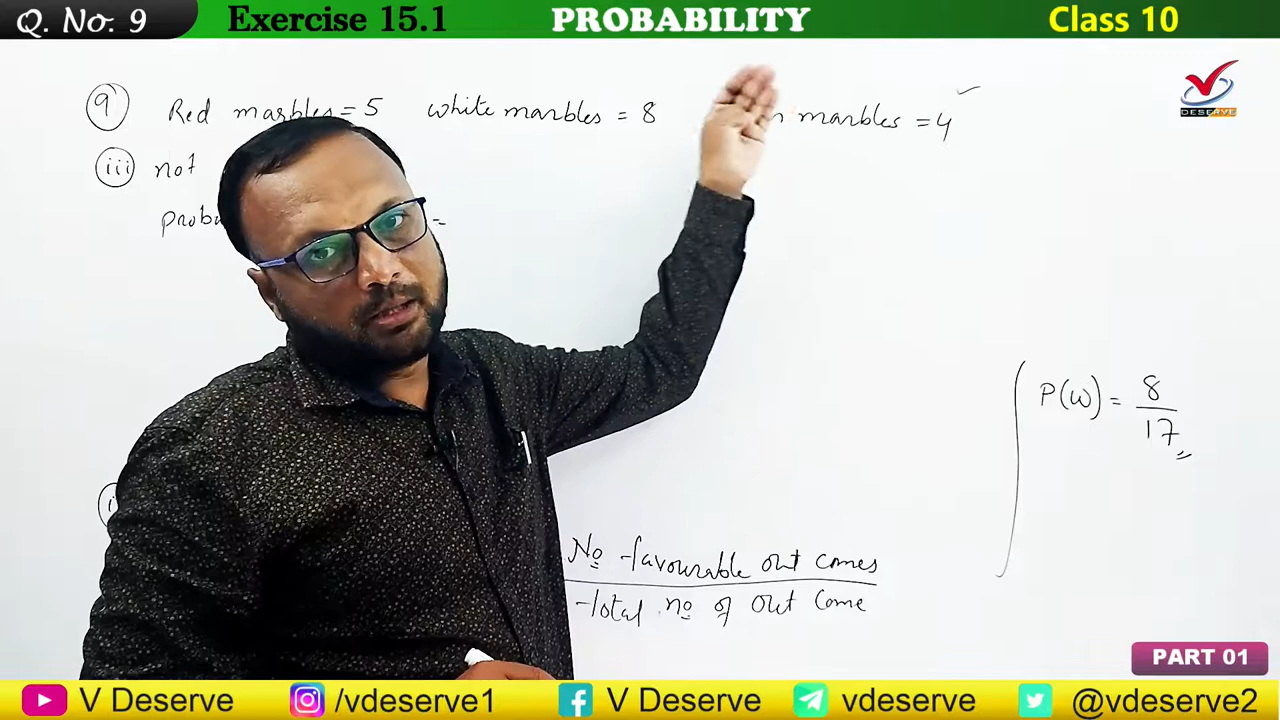 Q. No. 9 Exercise 15.1 PROBABILITY Class 10
DESERVE
9 Red marbles = 5 white marbles = 8 marbles = 4
iii not
=
P(W) = 8
17
No favourable out comes
Total no of out Come
PART 01
V Deserve /vdeserve1 V Deserve vdeserve @vdeserve2